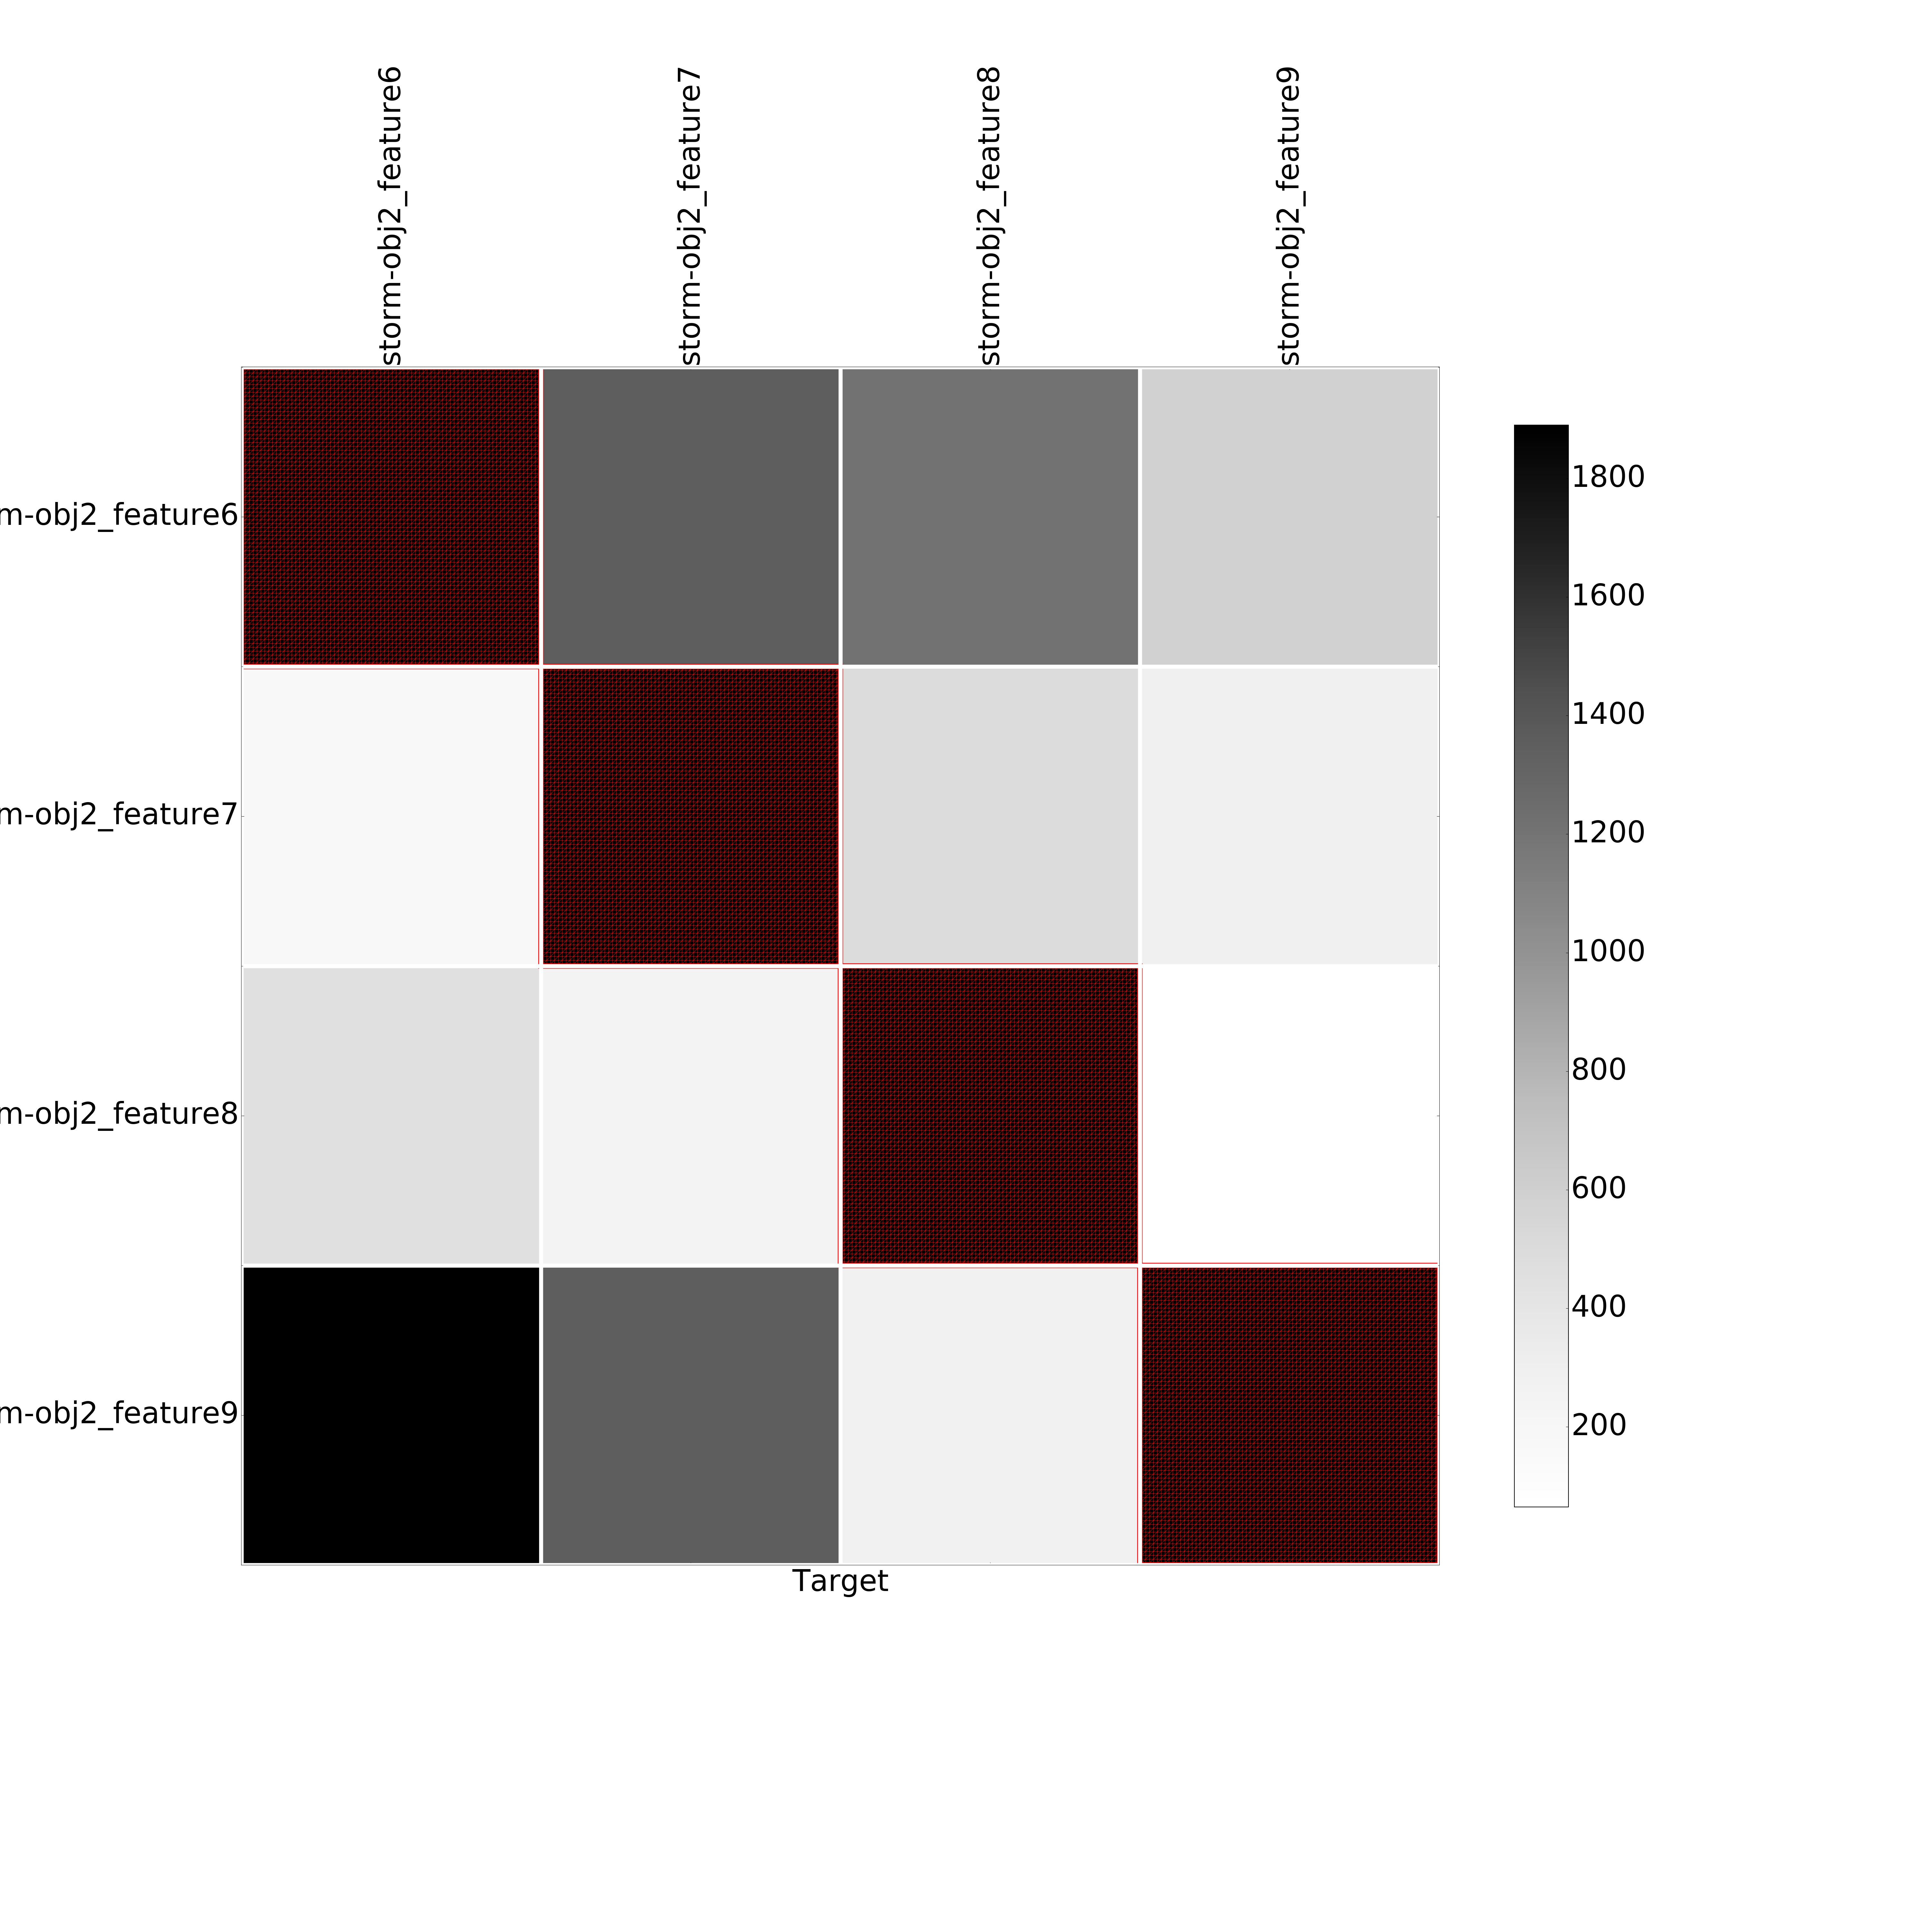 storm-obj2_feature6
storm-obj2_feature7
storm-obj2_feature8
storm-obj2_feature9
m-obj2_feature6
m-obj2_feature7
m-obj2_feature8
m-obj2_feature9
Target
1800
1600
1400
1200
1000
800
600
400
200